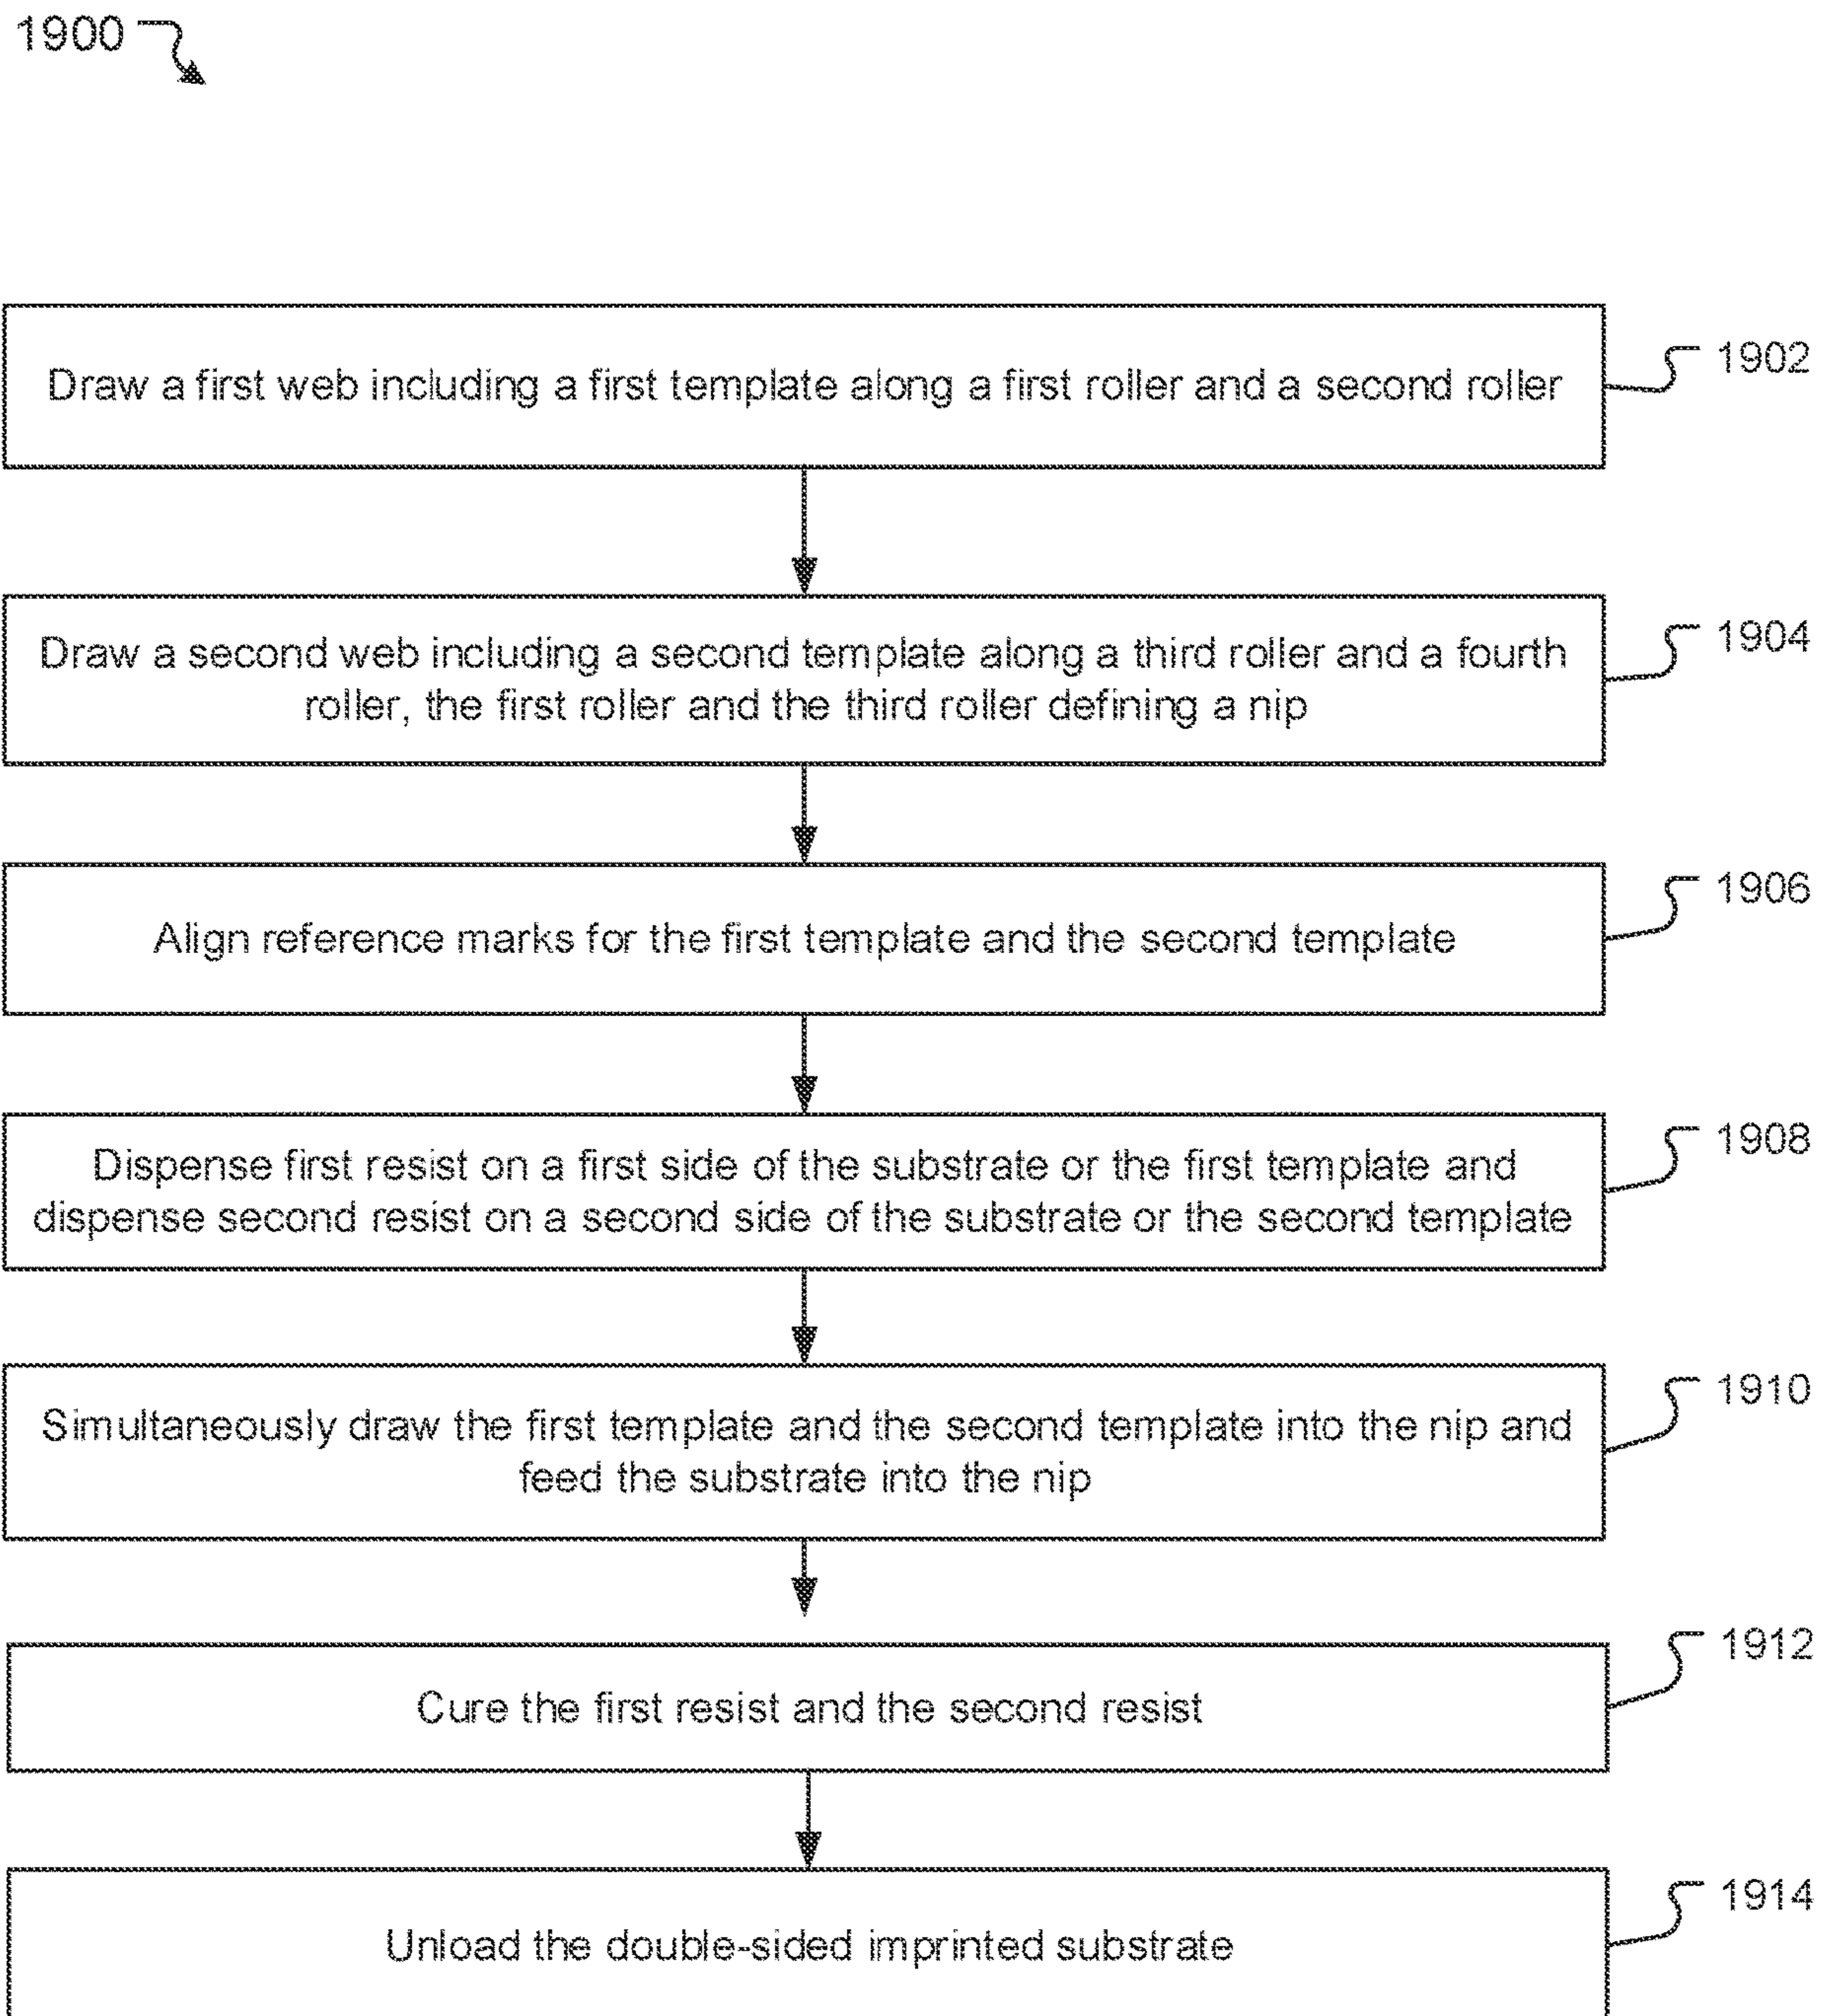 1900
Draw a first web including a first template along a first roller and a second roller
1902
Draw a second web including a second template along a third roller and a fourth
roller, the first roller and the third roller defining a nip
1904
Align reference marks for the first template and the second template
1906
Dispense first resist on a first side of the substrate or the first template and
dispense second resist on a second side of the substrate or the second template
1908
Simultaneously draw the first template and the second template into the nip and
feed the substrate into the nip
1910
Cure the first resist and the second resist
1912
Unload the double-sided imprinted substrate
1914